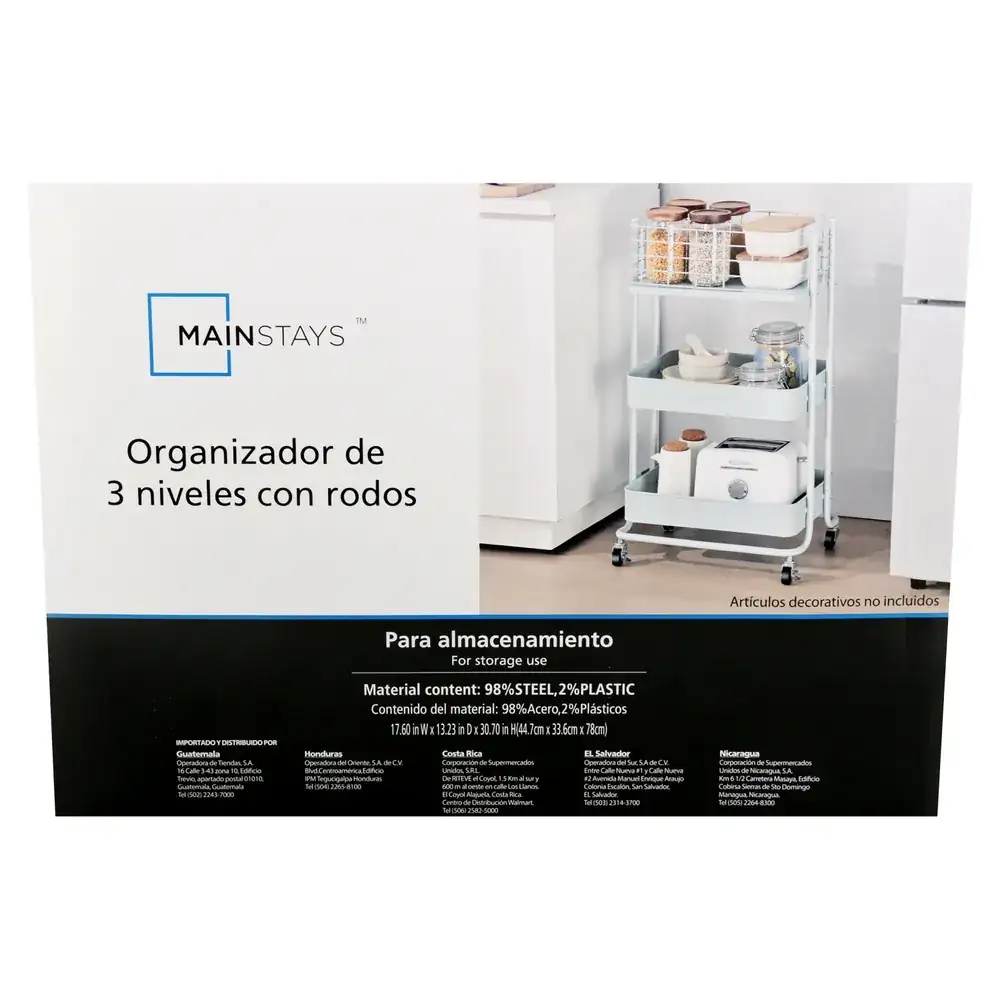 MAINSTAYS™
Organizador de
3 niveles con rodos
Artículos decorativos no incluidos
Para almacenamiento
For storage use
Material content: 98%STEEL,2%PLASTIC
Contenido del material: 98%Acero,2%Plásticos
17.60 in W x 13.23 in D x 30.70 in H(44.7cm x 33.6cm x 78cm)
IMPORTADO Y DISTRIBUIDO POR
Guatemala
Operadora de Tiendas, S.A.
16 Calle 3-43 zona 10, Edificio
Trevio, apartado postal 01010,
Guatemala, Guatemala
Tel (502) 2243-7000
Honduras
Operadora del Oriente, S.A. de C.V.
Blvd.Centroamérica,Edificio
IPM Tegucigalpa Honduras
Tel (504) 2265-8100
Costa Rica
Corporación de Supermercados
Unidos, S.R.L.
De RITEVE el Coyol, 1.5 Km al sur y
600 m al oeste en calle Los Llanos.
El Coyol Alajuela, Costa Rica.
Centro de Distribución Walmart.
Tel (506) 2582-5000
EL Salvador
Operadora del Sur, S.A de C.V.
Entre Calle Nueva #1 y Calle Nueva
#2 Avenida Manuel Enrique Araujo
Colonia Escalón, San Salvador,
EL Salvador.
Tel (503) 2314-3700
Nicaragua
Corporación de Supermercados
Unidos de Nicaragua, S.A.
Km 6 1/2 Carretera Masaya, Edificio
Cobirsa Siemens de Sto Domingo
Managua, Nicaragua.
Tel (505) 2264-8300